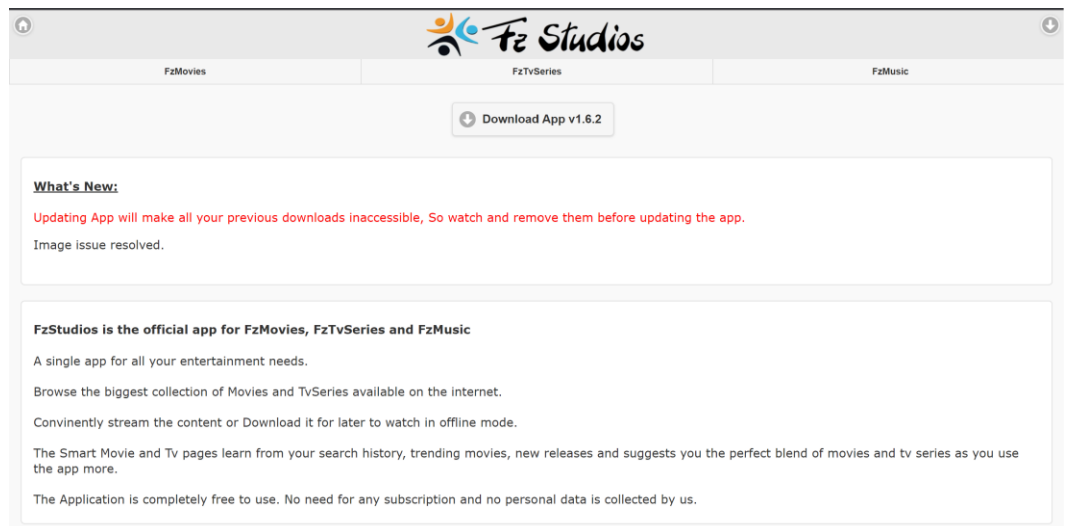 Fz Studios
FzMovies
FzTvSeries
FzMusic
Download App v1.6.2
What's New:
Updating App will make all your previous downloads inaccessible, So watch and remove them before updating the app.
Image issue resolved.
FzStudios is the official app for FzMovies, FzTvSeries and FzMusic
A single app for all your entertainment needs.
Browse the biggest collection of Movies and TvSeries available on the internet.
Convinently stream the content or Download it for later to watch in offline mode.
The Smart Movie and Tv pages learn from your search history, trending movies, new releases and suggests you the perfect blend of movies and tv series as you use
the app more.
The Application is completely free to use. No need for any subscription and no personal data is collected by us.